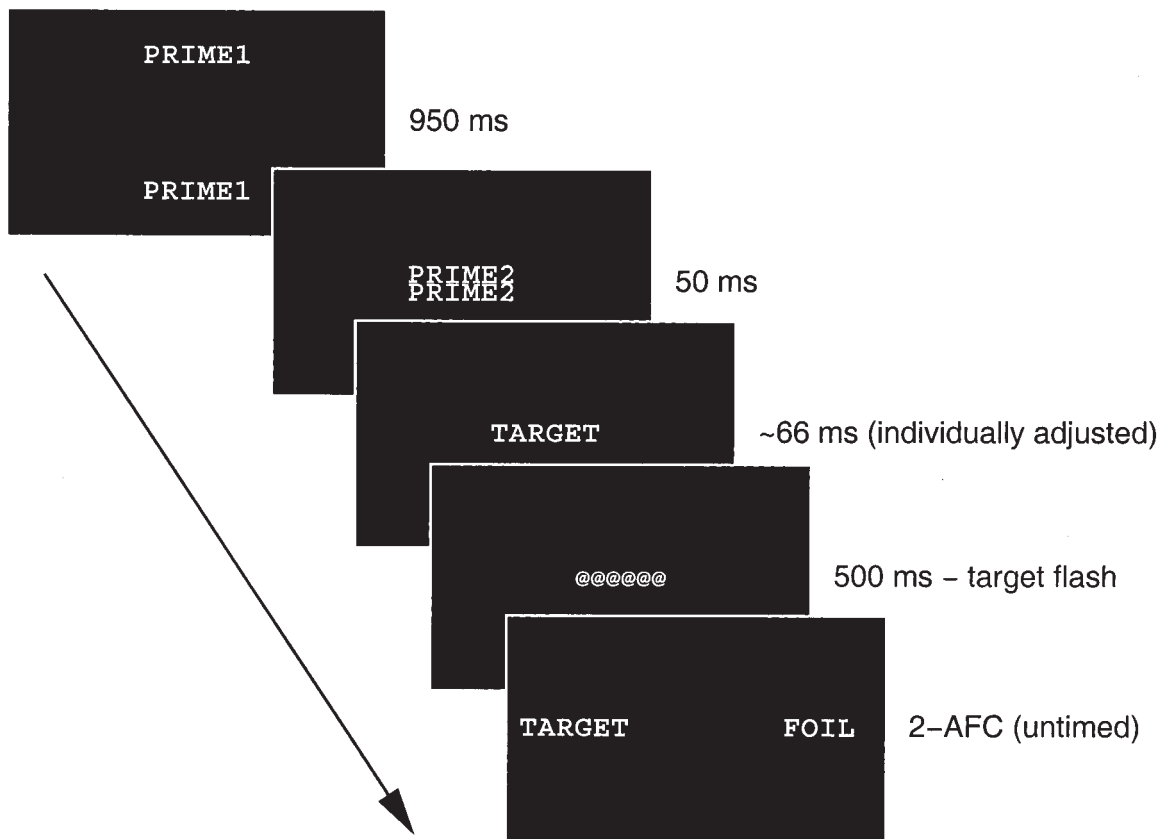 PRIME1
950 ms
PRIME1
PRIME2
PRIME2
50 ms
TARGET
~66 ms (individually adjusted)
@@@@@@
500 ms – target flash
TARGET FOIL
2–AFC (untimed)